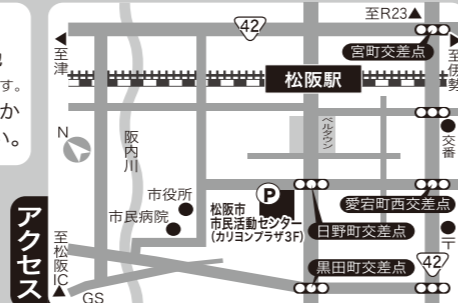 至R23▲
42
す。
か
い。
▲至津
宮町交差点
▲至伊勢
松阪駅
N
阪内川
ベルタウン
交番
市役所
市民病院
P
松阪市
市民活動センター
(カリヨンプラザ3F)
愛宕町西交差点
日野町交差点
〒
アクセス
至松阪IC▲
黒田町交差点
42
GS